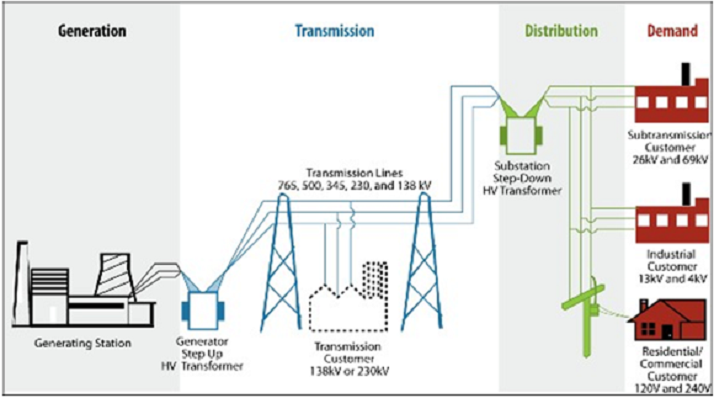 Generation
Transmission
Distribution
Demand
Transmission Lines
765, 500, 345, 230, and 138 kV
Substation
Step-Down
HV Transformer
Subtransmission
Customer
26kV and 69kV
Industrial
Customer
13kV and 4kV
Generating Station
Generator
Step Up
HV Transformer
Transmission
Customer
138kV or 230kV
Residential/
Commercial
Customer
120V and 240V